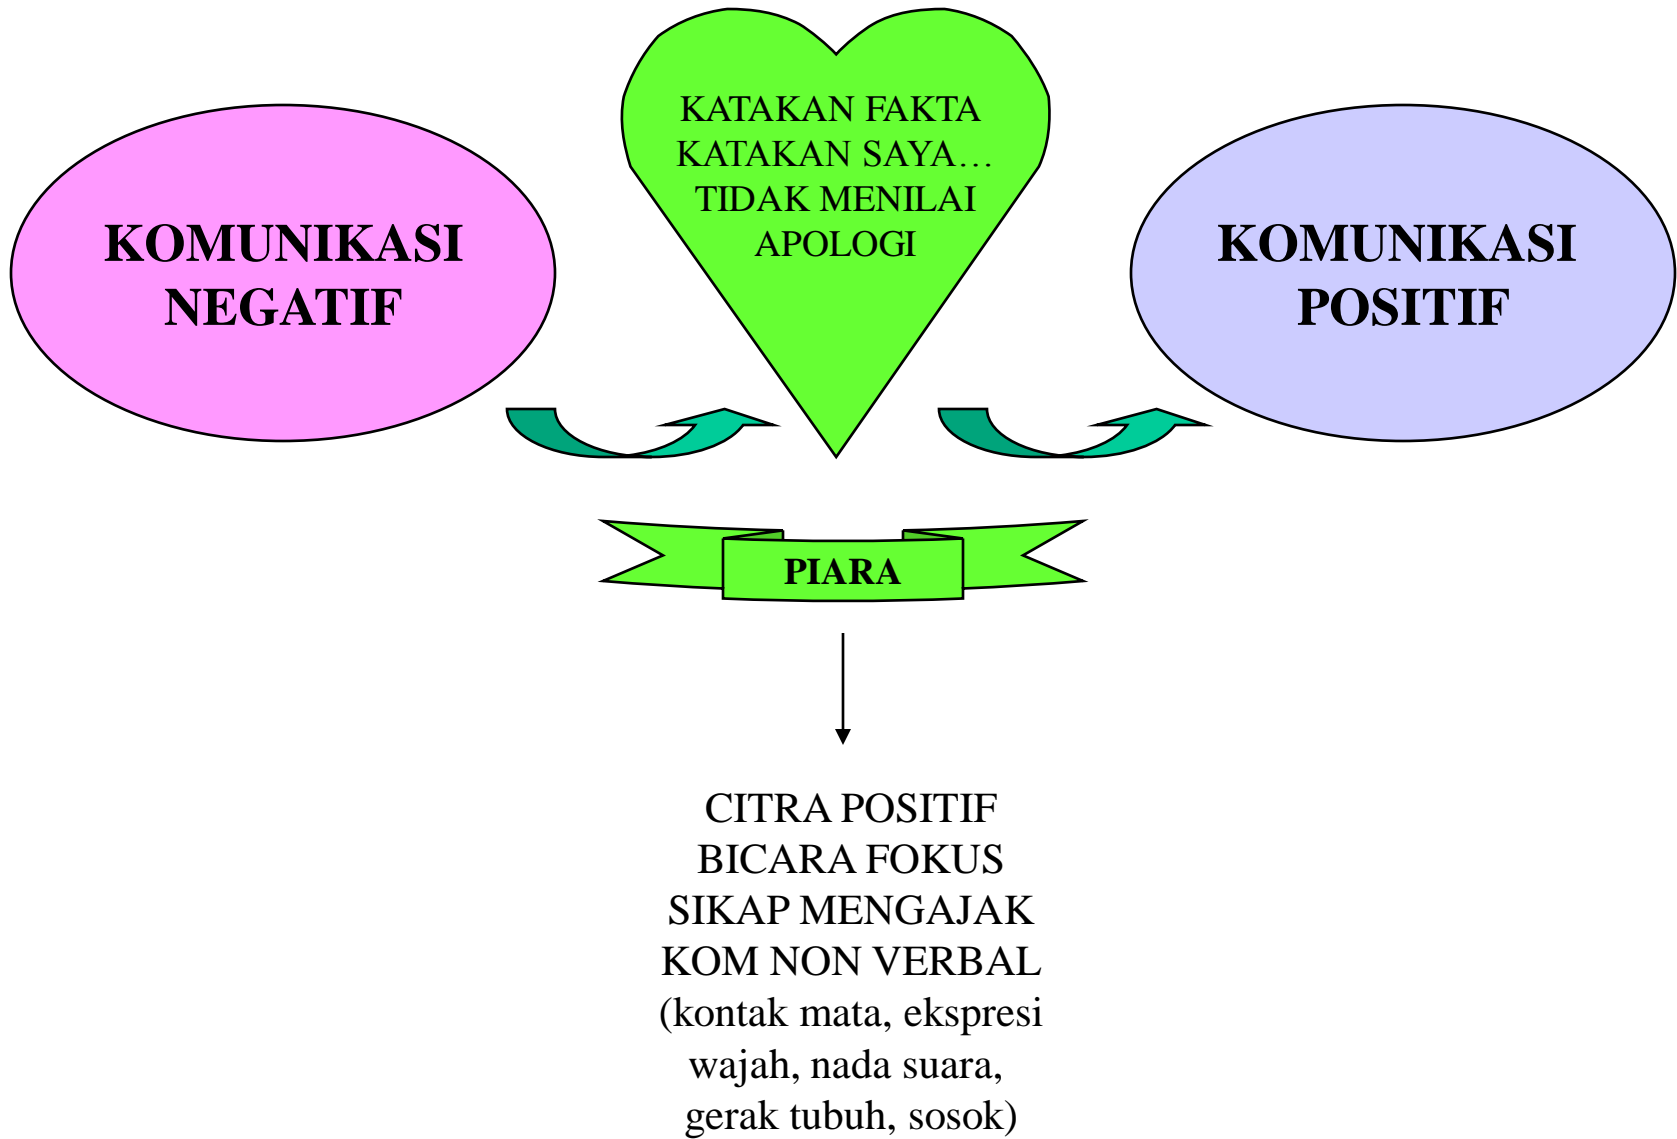 KOMUNIKASI
NEGATIF
KATAKAN FAKTA
KATAKAN SAYA…
TIDAK MENILAI
APOLOGI
KOMUNIKASI
POSITIF
PIARA
CITRA POSITIF
BICARA FOKUS
SIKAP MENGAJAK
KOM NON VERBAL
(kontak mata, ekspresi
wajah, nada suara,
gerak tubuh, sosok)